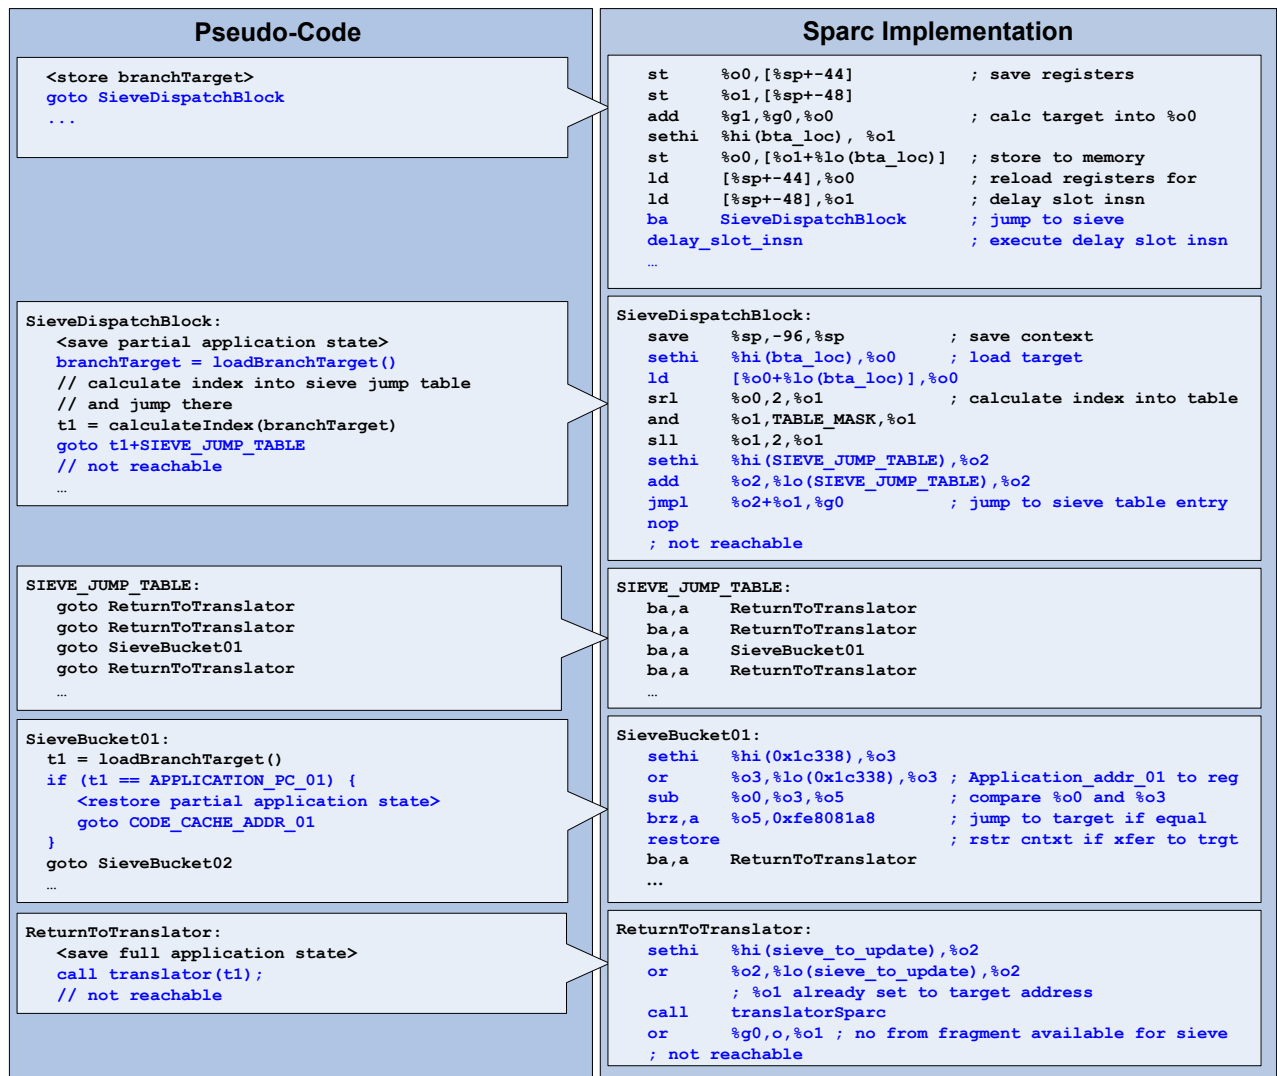 Pseudo-Code
<store branchTarget>
goto SieveDispatchBlock
...
SieveDispatchBlock:
<save partial application state>
branchTarget = loadBranchTarget()
// calculate index into sieve jump table
// and jump there
t1 = calculateIndex(branchTarget)
goto t1+SIEVE_JUMP_TABLE
// not reachable
…
SIEVE_JUMP_TABLE:
goto ReturnToTranslator
goto ReturnToTranslator
goto SieveBucket01
goto ReturnToTranslator
…
SieveBucket01:
t1 = loadBranchTarget()
if (t1 == APPLICATION_PC_01) {
<restore partial application state>
goto CODE_CACHE_ADDR_01
}
goto SieveBucket02
…
ReturnToTranslator:
<save full application state>
call translator(t1);
// not reachable
Sparc Implementation
st %o0,[%sp+-44] ; save registers
st %o1,[%sp+-48]
add %g1,%g0,%o0 ; calc target into %o0
sethi %hi(bta_loc), %o1
st %o0,[%o1+%lo(bta_loc)] ; store to memory
ld [%sp+-44],%o0 ; reload registers for
ld [%sp+-48],%o1 ; delay slot insn
ba SieveDispatchBlock ; jump to sieve
delay_slot_insn ; execute delay slot insn
…
SieveDispatchBlock:
save %sp,-96,%sp ; save context
sethi %hi(bta_loc),%o0 ; load target
ld [%o0+%lo(bta_loc)],%o0
srl %o0,2,%o1 ; calculate index into table
and %o1,TABLE_MASK,%o1
sll %o1,2,%o1
sethi %hi(SIEVE_JUMP_TABLE),%o2
add %o2,%lo(SIEVE_JUMP_TABLE),%o2
jmpl %o2+%o1,%g0 ; jump to sieve table entry
nop
; not reachable
SIEVE_JUMP_TABLE:
ba,a ReturnToTranslator
ba,a ReturnToTranslator
ba,a SieveBucket01
ba,a ReturnToTranslator
…
SieveBucket01:
sethi %hi(0x1c338),%o3
or %o3,%lo(0x1c338),%o3 ; Application_addr_01 to reg
sub %o0,%o3,%o5 ; compare %o0 and %o3
brz,a %o5,0xfe8081a8 ; jump to target if equal
restore ; rstr cntxt if xfer to trgt
ba,a ReturnToTranslator
…
ReturnToTranslator:
sethi %hi(sieve_to_update),%o2
or %o2,%lo(sieve_to_update),%o2
; %o1 already set to target address
call translatorSparc
or %g0,o,%o1 ; no from fragment available for sieve
; not reachable